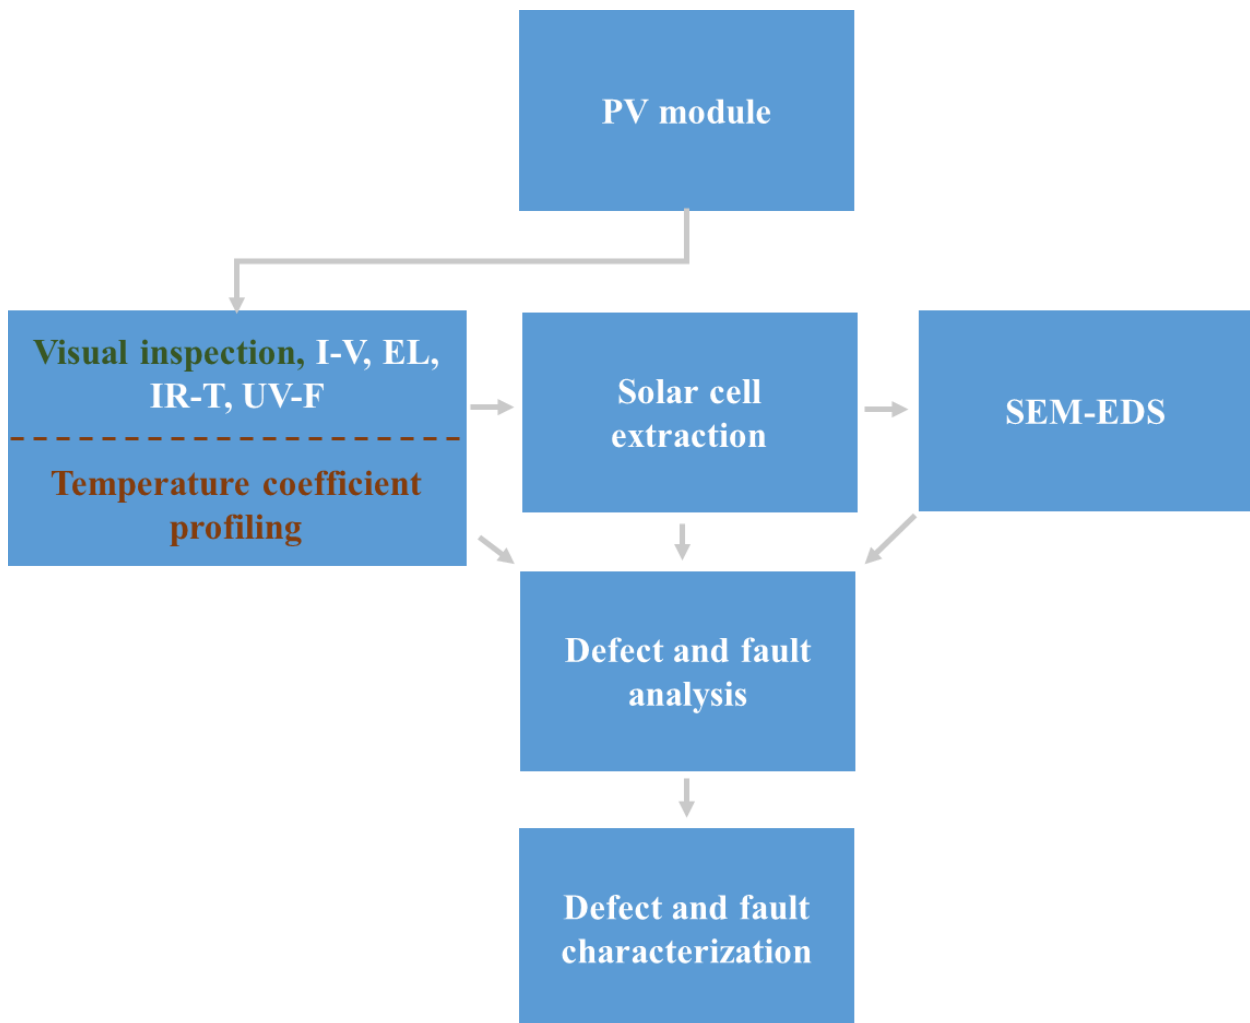 PV module
Visual inspection, I-V, EL,
IR-T, UV-F
Temperature coefficient
profiling
Solar cell
extraction
SEM-EDS
Defect and fault
analysis
Defect and fault
characterization